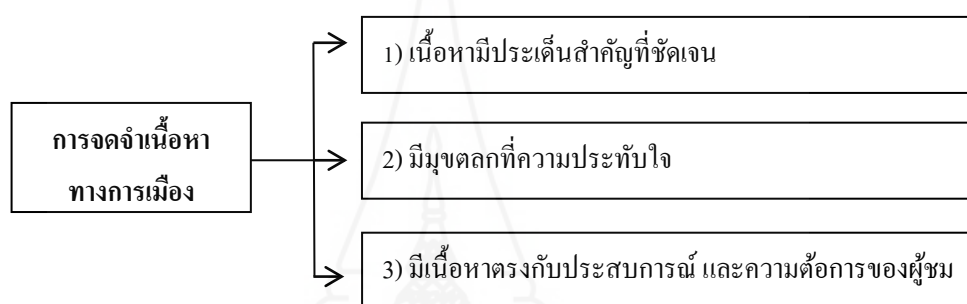 1) เนื้อหามีประเด็นสำคัญที่ชัดเจน
การจดจำเนื้อหา
ทางการเมือง
2) มีมุขตลกที่ความประทับใจ
3) มีเนื้อหาตรงกับประสบการณ์ และความต้อการของผู้ชม